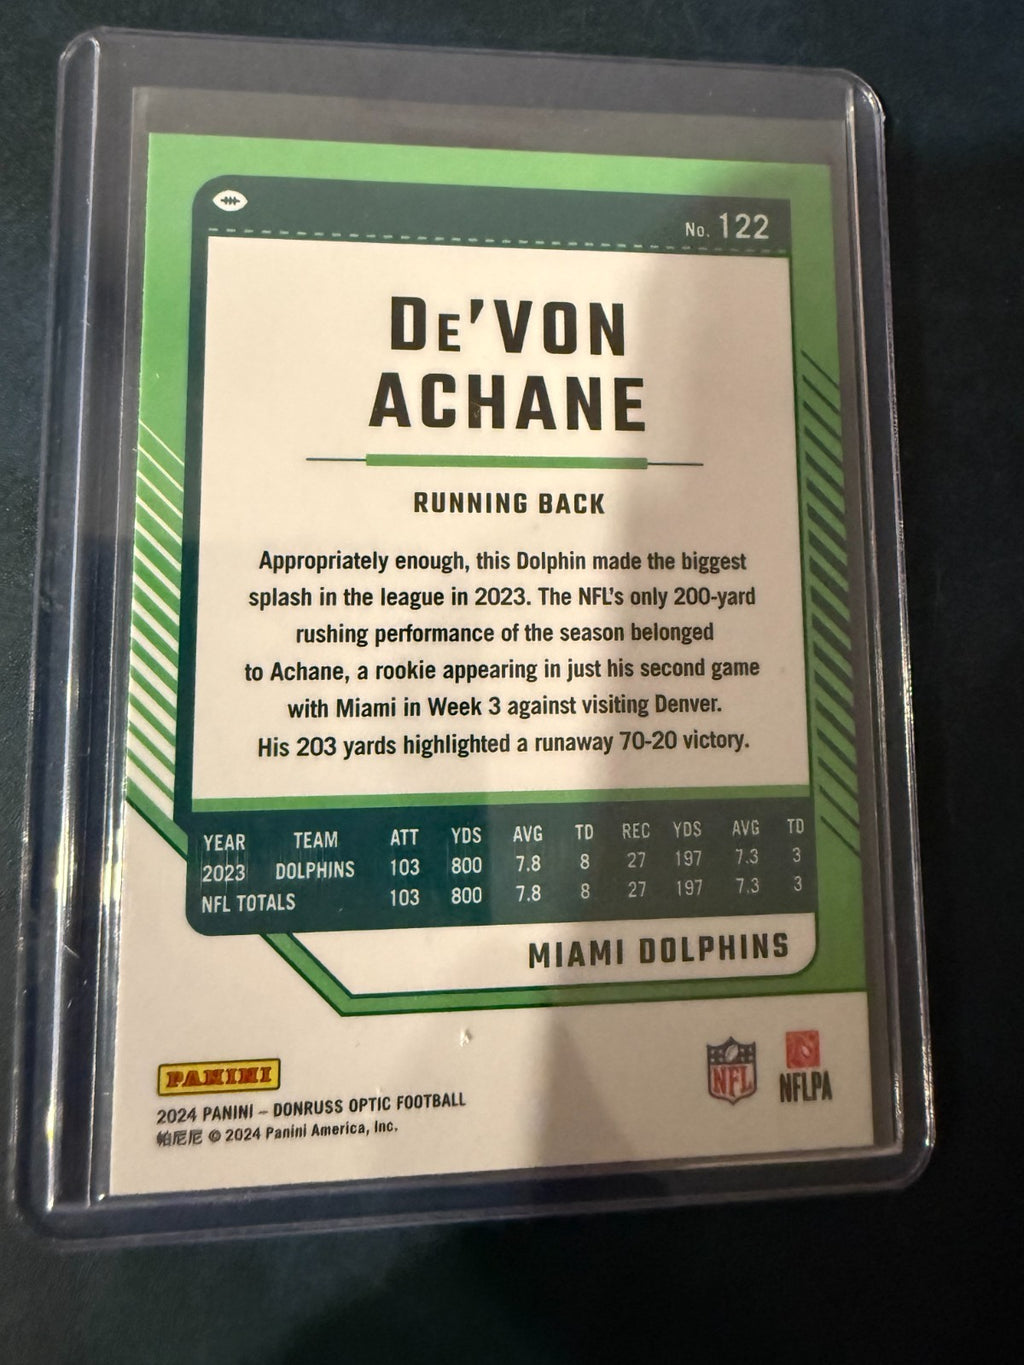 No. 122
De'VON
ACHANE
RUNNING BACK
Appropriately enough, this Dolphin made the biggest
splash in the league in 2023. The NFL's only 200-yard
rushing performance of the season belonged
to Achane, a rookie appearing in just his second game
with Miami in Week 3 against visiting Denver.
His 203 yards highlighted a runaway 70-20 victory.
YEAR TEAM ATT YDS AVG TD REC YDS AVG TD
2023 DOLPHINS 103 800 7.8 8 27 197 7.3 3
NFL TOTALS 103 800 7.8 8 27 197 7.3 3
MIAMI DOLPHINS
PANINI
NFL
NFLPA
2024 PANINI – DONRUSS OPTIC FOOTBALL
帕尼尼 © 2024 Panini America, Inc.